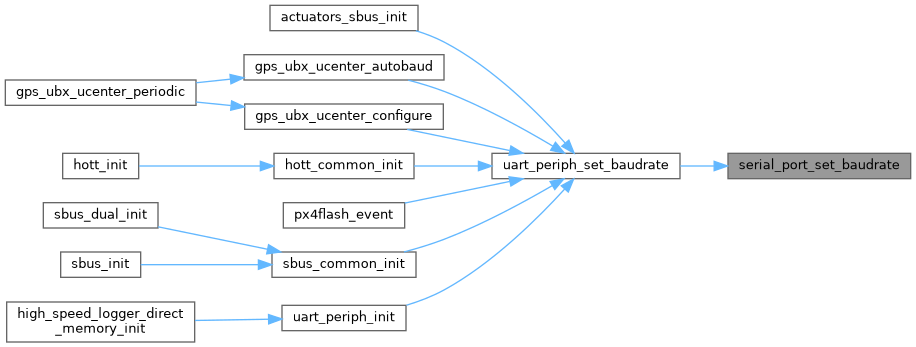 actuators_sbus_init
gps_ubx_ucenter_autobaud
gps_ubx_ucenter_periodic
gps_ubx_ucenter_configure
hott_init
hott_common_init
uart_periph_set_baudrate
serial_port_set_baudrate
px4flash_event
sbus_dual_init
sbus_init
sbus_common_init
high_speed_logger_direct
_memory_init
uart_periph_init